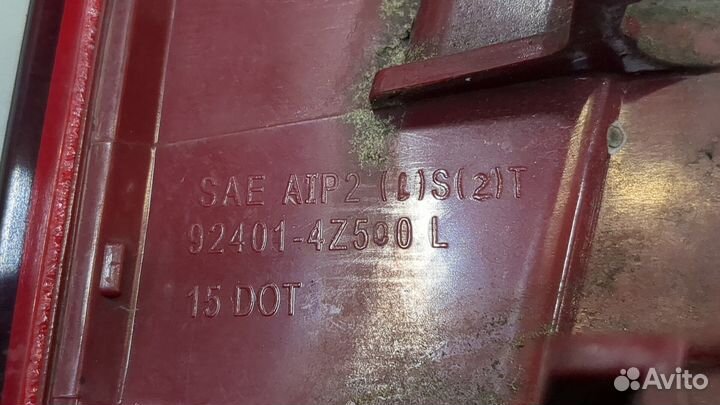 SAE AIP2 (L)S(2)T
92401-4Z500 L
15 DOT
Avito